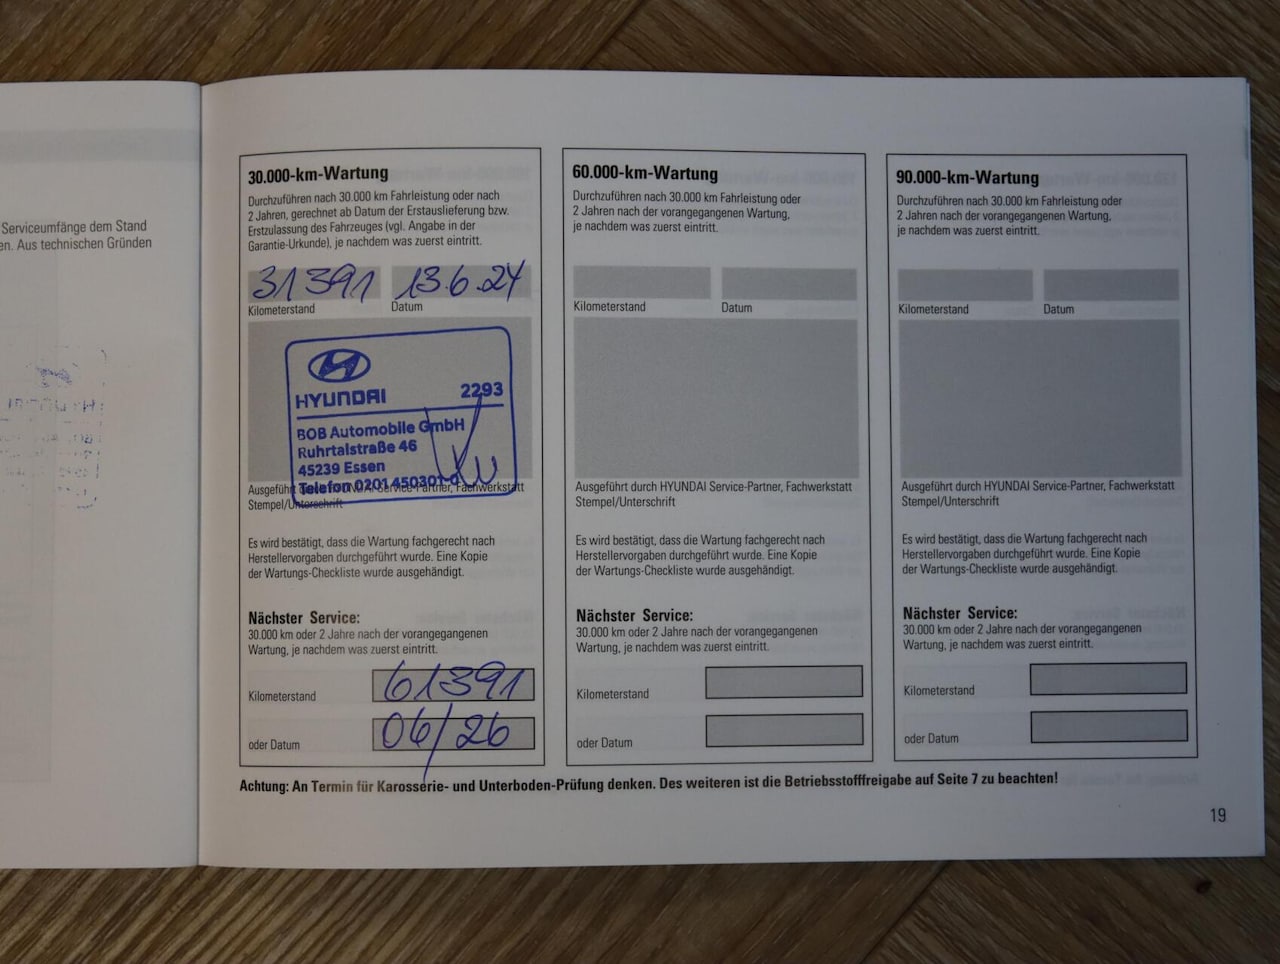 Serviceumfänge dem Stand
en. Aus technischen Gründen
30.000-km-Wartung
Durchzuführen nach 30.000 km Fahrleistung oder nach
2 Jahren, gerechnet ab Datum der Erstauslieferung bzw.
Erstzulassung des Fahrzeuges (vgl. Angabe in der
Garantie-Urkunde), je nachdem was zuerst eintritt.
31391 13.6.24
Kilometerstand Datum
HYUNDAI 2293
BOB Automobile GmbH
Ruhrtalstraße 46
45239 Essen
Telefon 0201 450301-0
Ausgeführt durch HYUNDAI Service-Partner, Fachwerkstatt
Stempel/Unterschrift
Es wird bestätigt, dass die Wartung fachgerecht nach
Herstellervorgaben durchgeführt wurde. Eine Kopie
der Wartungs-Checkliste wurde ausgehändigt.
Nächster Service:
30.000 km oder 2 Jahre nach der vorangegangenen
Wartung, je nachdem was zuerst eintritt.
Kilometerstand 61391
oder Datum 06/26
60.000-km-Wartung
Durchzuführen nach 30.000 km Fahrleistung oder
2 Jahren nach der vorangegangenen Wartung,
je nachdem was zuerst eintritt.
Kilometerstand Datum
Ausgeführt durch HYUNDAI Service-Partner, Fachwerkstatt
Stempel/Unterschrift
Es wird bestätigt, dass die Wartung fachgerecht nach
Herstellervorgaben durchgeführt wurde. Eine Kopie
der Wartungs-Checkliste wurde ausgehändigt.
Nächster Service:
30.000 km oder 2 Jahre nach der vorangegangenen
Wartung, je nachdem was zuerst eintritt.
Kilometerstand
oder Datum
90.000-km-Wartung
Durchzuführen nach 30.000 km Fahrleistung oder
2 Jahren nach der vorangegangenen Wartung,
je nachdem was zuerst eintritt.
Kilometerstand Datum
Ausgeführt durch HYUNDAI Service-Partner, Fachwerkstatt
Stempel/Unterschrift
Es wird bestätigt, dass die Wartung fachgerecht nach
Herstellervorgaben durchgeführt wurde. Eine Kopie
der Wartungs-Checkliste wurde ausgehändigt.
Nächster Service:
30.000 km oder 2 Jahre nach der vorangegangenen
Wartung, je nachdem was zuerst eintritt.
Kilometerstand
oder Datum
Achtung: An Termin für Karosserie- und Unterboden-Prüfung denken. Des weiteren ist die Betriebsstofffreigabe auf Seite 7 zu beachten!
19